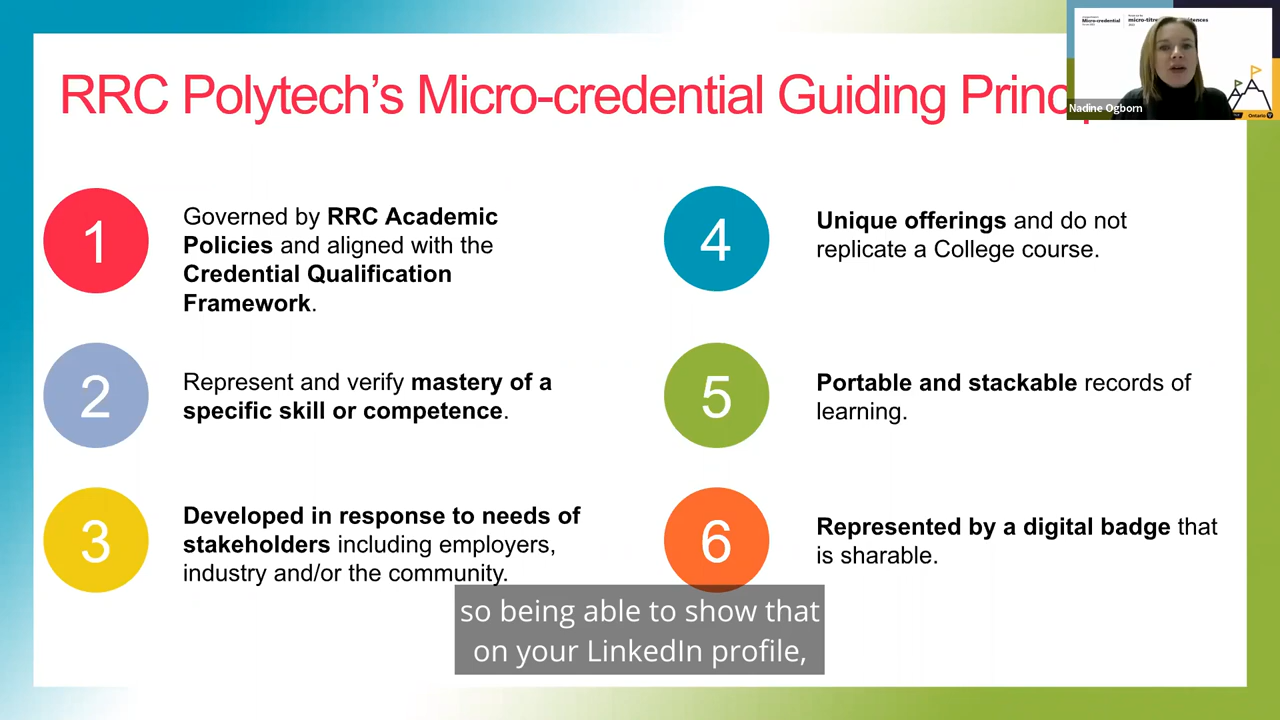 RRC Polytech's Micro-credential Guiding Princ
1
Governed by RRC Academic
Policies and aligned with the
Credential Qualification
Framework.
2
Represent and verify mastery of a
specific skill or competence.
3
Developed in response to needs of
stakeholders including employers,
industry and/or the community.
4
Unique offerings and do not
replicate a College course.
5
Portable and stackable records of
learning.
6
Represented by a digital badge that
is sharable.
so being able to show that
on your LinkedIn profile,
Micro-credential
Nadine Ogborn
Ontario